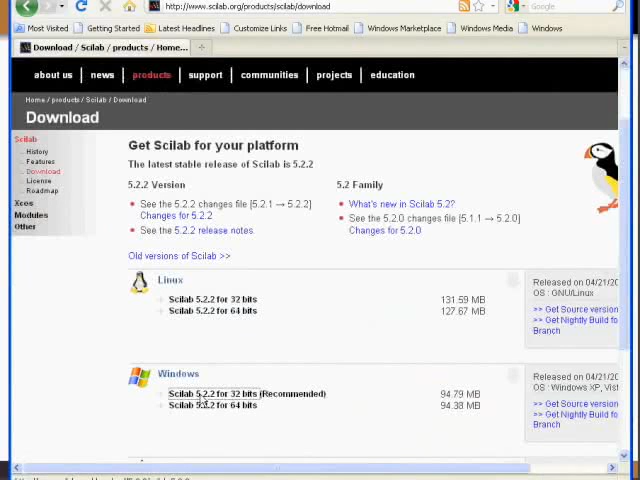 http://www.scilab.org/products/scilab/download
Google
Most Visited Getting Started Latest Headlines Customize Links Free Hotmail Windows Marketplace Windows Media Windows
Download / Scilab / products / Home...
about us news products support communities projects education
Home / products / Scilab / Download
Download
Scilab
History
Features
Download
License
Roadmap
Xcos
Modules
Other
Get Scilab for your platform
The latest stable release of Scilab is 5.2.2
5.2.2 Version
See the 5.2.2 changes file [5.2.1 → 5.2.2]
Changes for 5.2.2
See the 5.2.2 release notes.
5.2 Family
What's new in Scilab 5.2?
See the 5.2.0 changes file [5.1.1 → 5.2.0]
Changes for 5.2.0
Old versions of Scilab >>
Linux
Scilab 5.2.2 for 32 bits 131.59 MB
Scilab 5.2.2 for 64 bits 127.67 MB
Released on 04/21/20
OS : GNU/Linux
>> Get Source version
>> Get Nightly Build fo
Branch
Windows
Scilab 5.2.2 for 32 bits (Recommended) 94.79 MB
Scilab 5.2.2 for 64 bits 94.38 MB
Released on 04/21/20
OS : Windows XP, Vist
>> Get Source version
>> Get Nightly Build fo
Branch